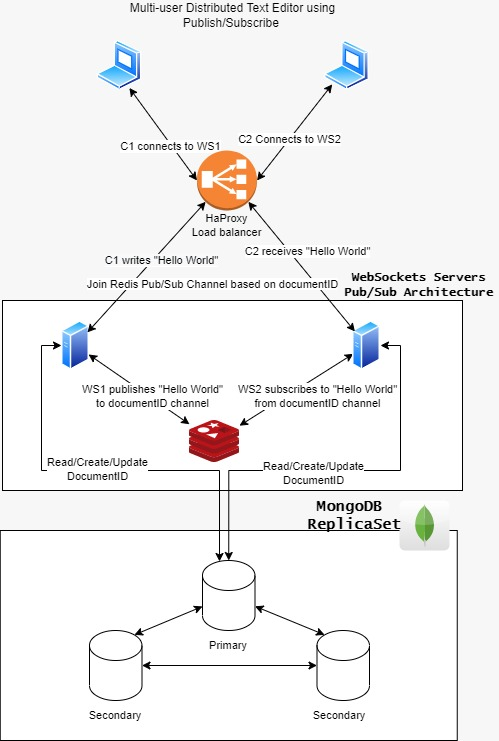 Multi-user Distributed Text Editor using
Publish/Subscribe
C1 connects to WS1
C2 Connects to WS2
HaProxy
Load balancer
C1 writes "Hello World"
C2 receives "Hello World"
Join Redis Pub/Sub Channel based on documentID
WebSockets Servers
Pub/Sub Architecture
WS1 publishes "Hello World"
to documentID channel
WS2 subscribes to "Hello World"
from documentID channel
Read/Create/Update
DocumentID
Read/Create/Update
DocumentID
MongoDB
ReplicaSet
Primary
Secondary
Secondary